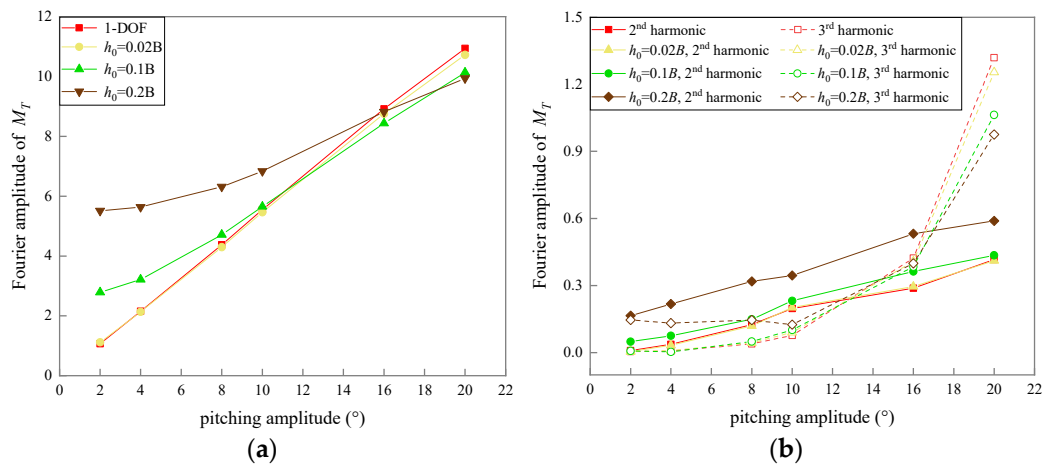 1-DOF
h₀=0.02B
h₀=0.1B
h₀=0.2B
12
10
8
6
4
2
0
Fourier amplitude of M_T
0 2 4 6 8 10 12 14 16 18 20 22
pitching amplitude (°)
(a)
2ⁿᵈ harmonic
3ʳᵈ harmonic
h₀=0.02B, 2ⁿᵈ harmonic
h₀=0.02B, 3ʳᵈ harmonic
h₀=0.1B, 2ⁿᵈ harmonic
h₀=0.1B, 3ʳᵈ harmonic
h₀=0.2B, 2ⁿᵈ harmonic
h₀=0.2B, 3ʳᵈ harmonic
1.5
1.2
0.9
0.6
0.3
0.0
Fourier amplitude of M_T
0 2 4 6 8 10 12 14 16 18 20 22
pitching amplitude (°)
(b)